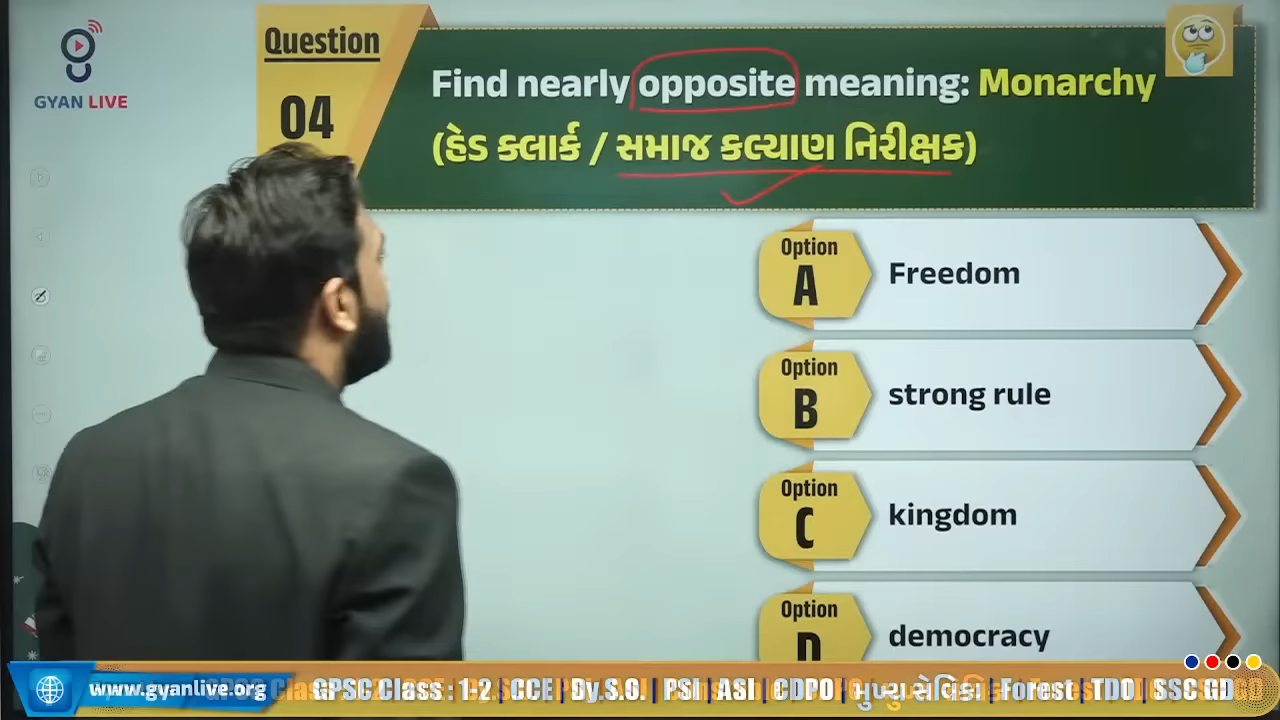 Question
04
GYAN LIVE
Find nearly opposite meaning: Monarchy
(હેડ ક્લાર્ક / સમાજ કલ્યાણ નિરીક્ષક)
Option
A
Freedom
Option
B
strong rule
Option
C
kingdom
Option
D
democracy
www.gyanlive.org
GPSC Class : 1-2 | CCE | Dy.S.O. | PSI | ASI | CDPO | મુખ્ય સેવિકા | Forest | TDO | SSC GD